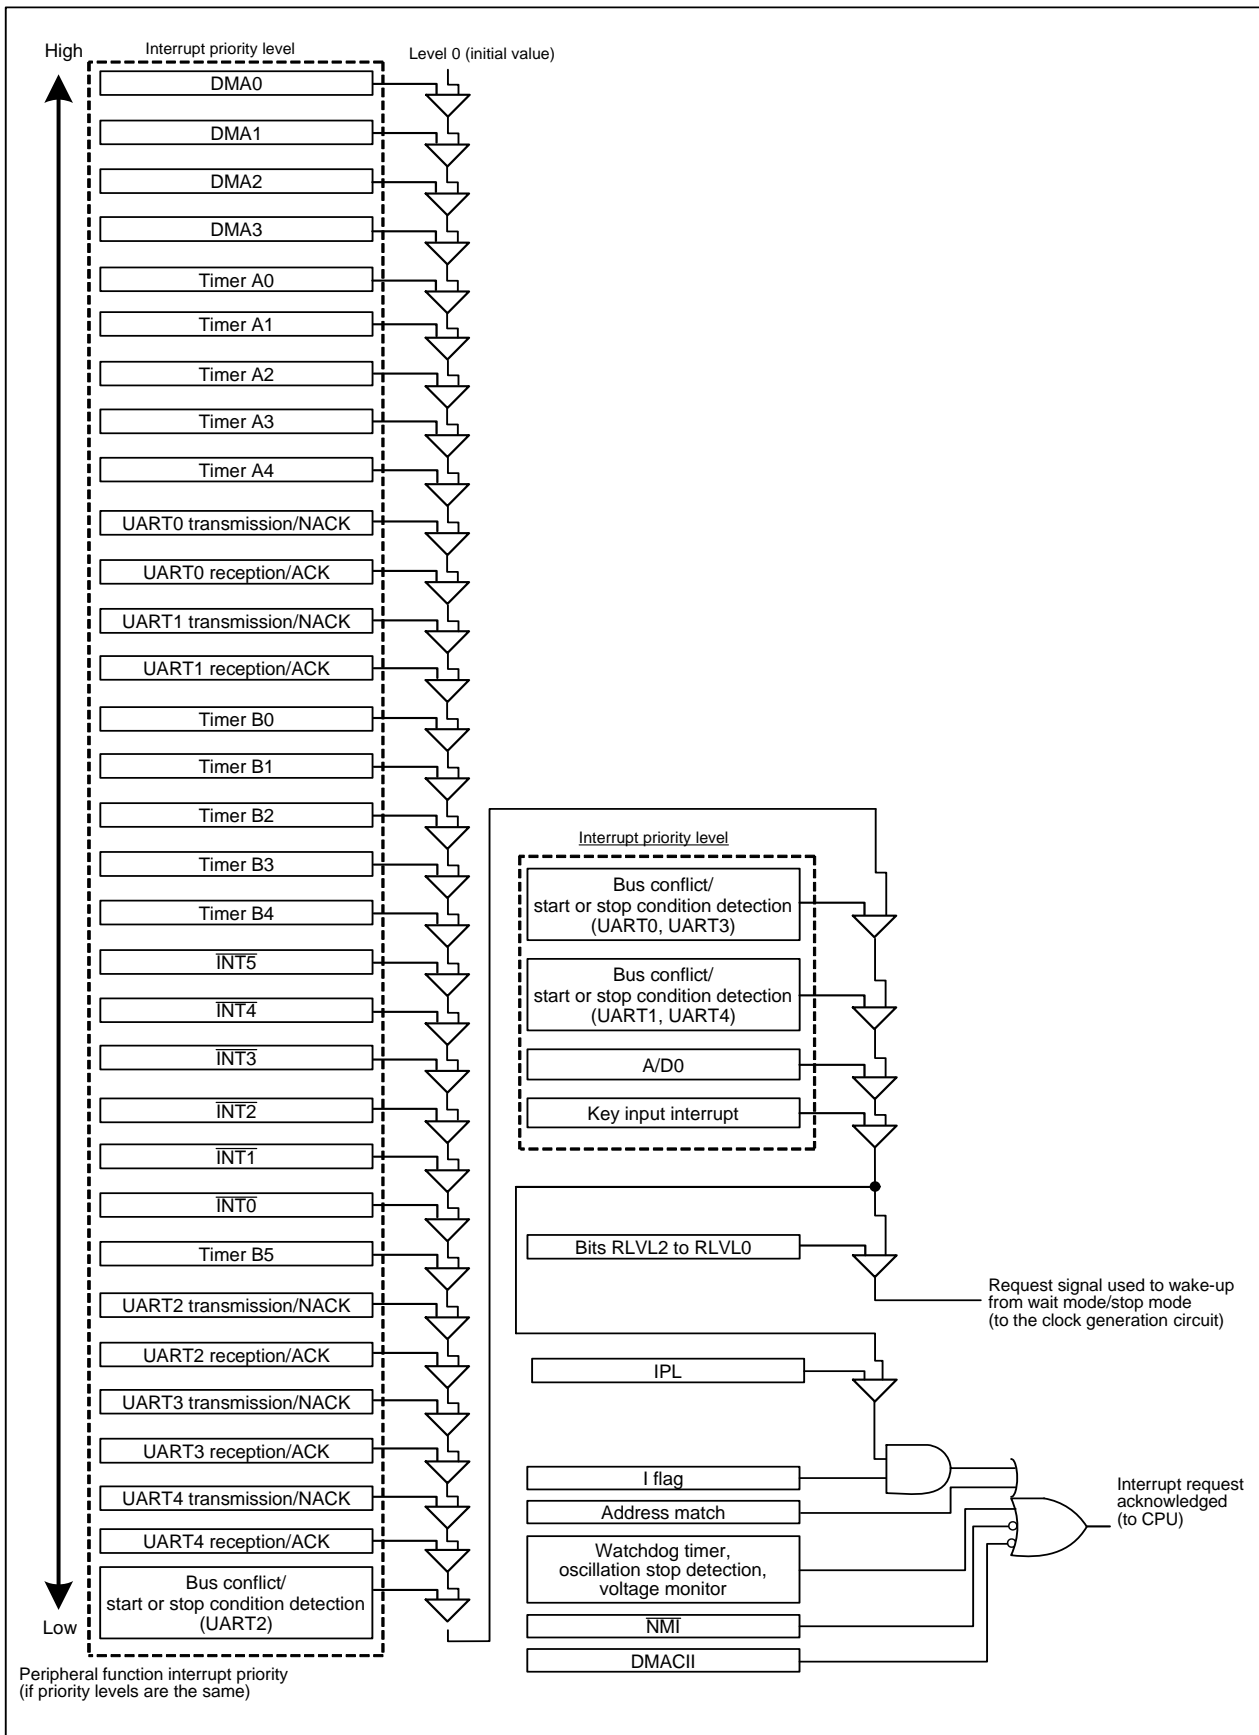 High
Interrupt priority level
Level 0 (initial value)
DMA0
DMA1
DMA2
DMA3
Timer A0
Timer A1
Timer A2
Timer A3
Timer A4
UART0 transmission/NACK
UART0 reception/ACK
UART1 transmission/NACK
UART1 reception/ACK
Timer B0
Timer B1
Timer B2
Timer B3
Timer B4
INT5
INT4
INT3
INT2
INT1
INT0
Timer B5
UART2 transmission/NACK
UART2 reception/ACK
UART3 transmission/NACK
UART3 reception/ACK
UART4 transmission/NACK
UART4 reception/ACK
Bus conflict/
start or stop condition detection
(UART2)
Low
Peripheral function interrupt priority
(if priority levels are the same)
Interrupt priority level
Bus conflict/
start or stop condition detection
(UART0, UART3)
Bus conflict/
start or stop condition detection
(UART1, UART4)
A/D0
Key input interrupt
Bits RLVL2 to RLVL0
Request signal used to wake-up
from wait mode/stop mode
(to the clock generation circuit)
IPL
I flag
Address match
Watchdog timer,
oscillation stop detection,
voltage monitor
NMI
DMACII
Interrupt request
acknowledged
(to CPU)